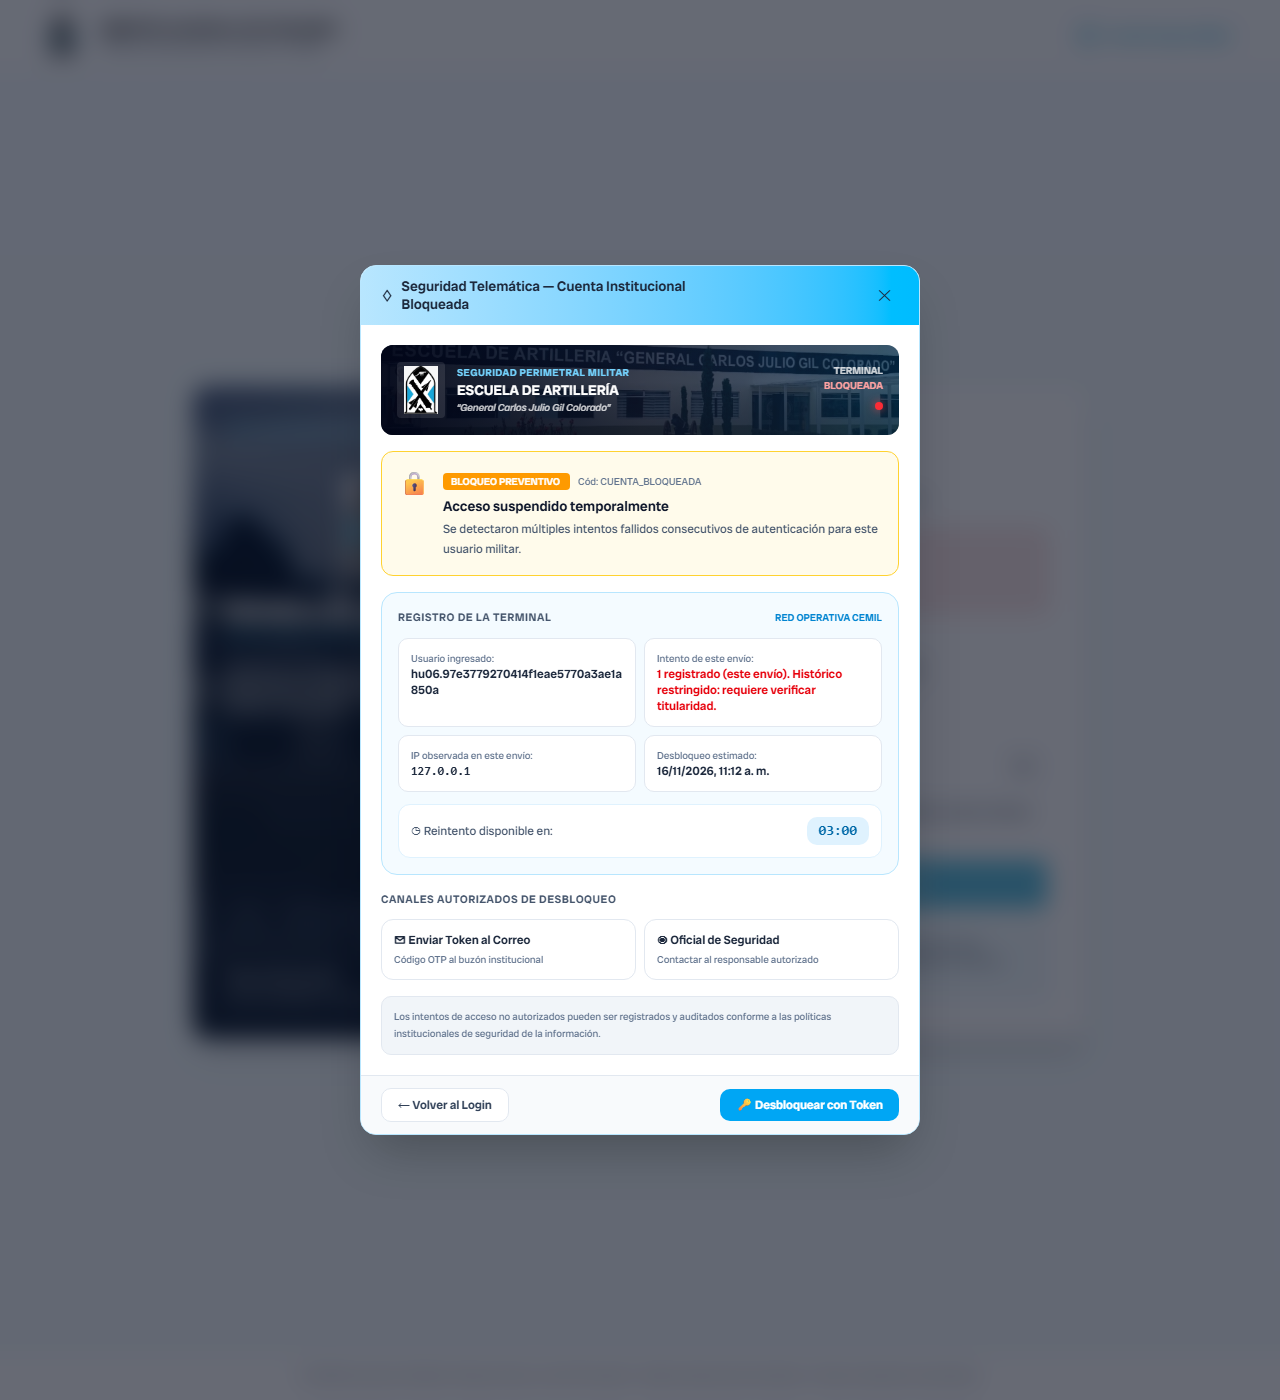 Seguridad Telemática — Cuenta Institucional
Bloqueada
ESCUELA DE ARTILLERIA “GENERAL CARLOS JULIO GIL COLORADO”
SEGURIDAD PERIMETRAL MILITAR
ESCUELA DE ARTILLERÍA
"General Carlos Julio Gil Colorado"
TERMINAL
BLOQUEADA
BLOQUEO PREVENTIVO Cód: CUENTA_BLOQUEADA
Acceso suspendido temporalmente
Se detectaron múltiples intentos fallidos consecutivos de autenticación para este
usuario militar.
REGISTRO DE LA TERMINAL
RED OPERATIVA CEMIL
Usuario ingresado:
hu06.97e3779270414f1eae5770a3ae1a
850a
Intento de este envío:
1 registrado (este envío). Histórico
restringido: requiere verificar
titularidad.
IP observada en este envío:
127.0.0.1
Desbloqueo estimado:
16/11/2026, 11:12 a. m.
Reintento disponible en:
03:00
CANALES AUTORIZADOS DE DESBLOQUEO
Enviar Token al Correo
Código OTP al buzón institucional
Oficial de Seguridad
Contactar al responsable autorizado
Los intentos de acceso no autorizados pueden ser registrados y auditados conforme a las políticas
institucionales de seguridad de la información.
← Volver al Login
Desbloquear con Token